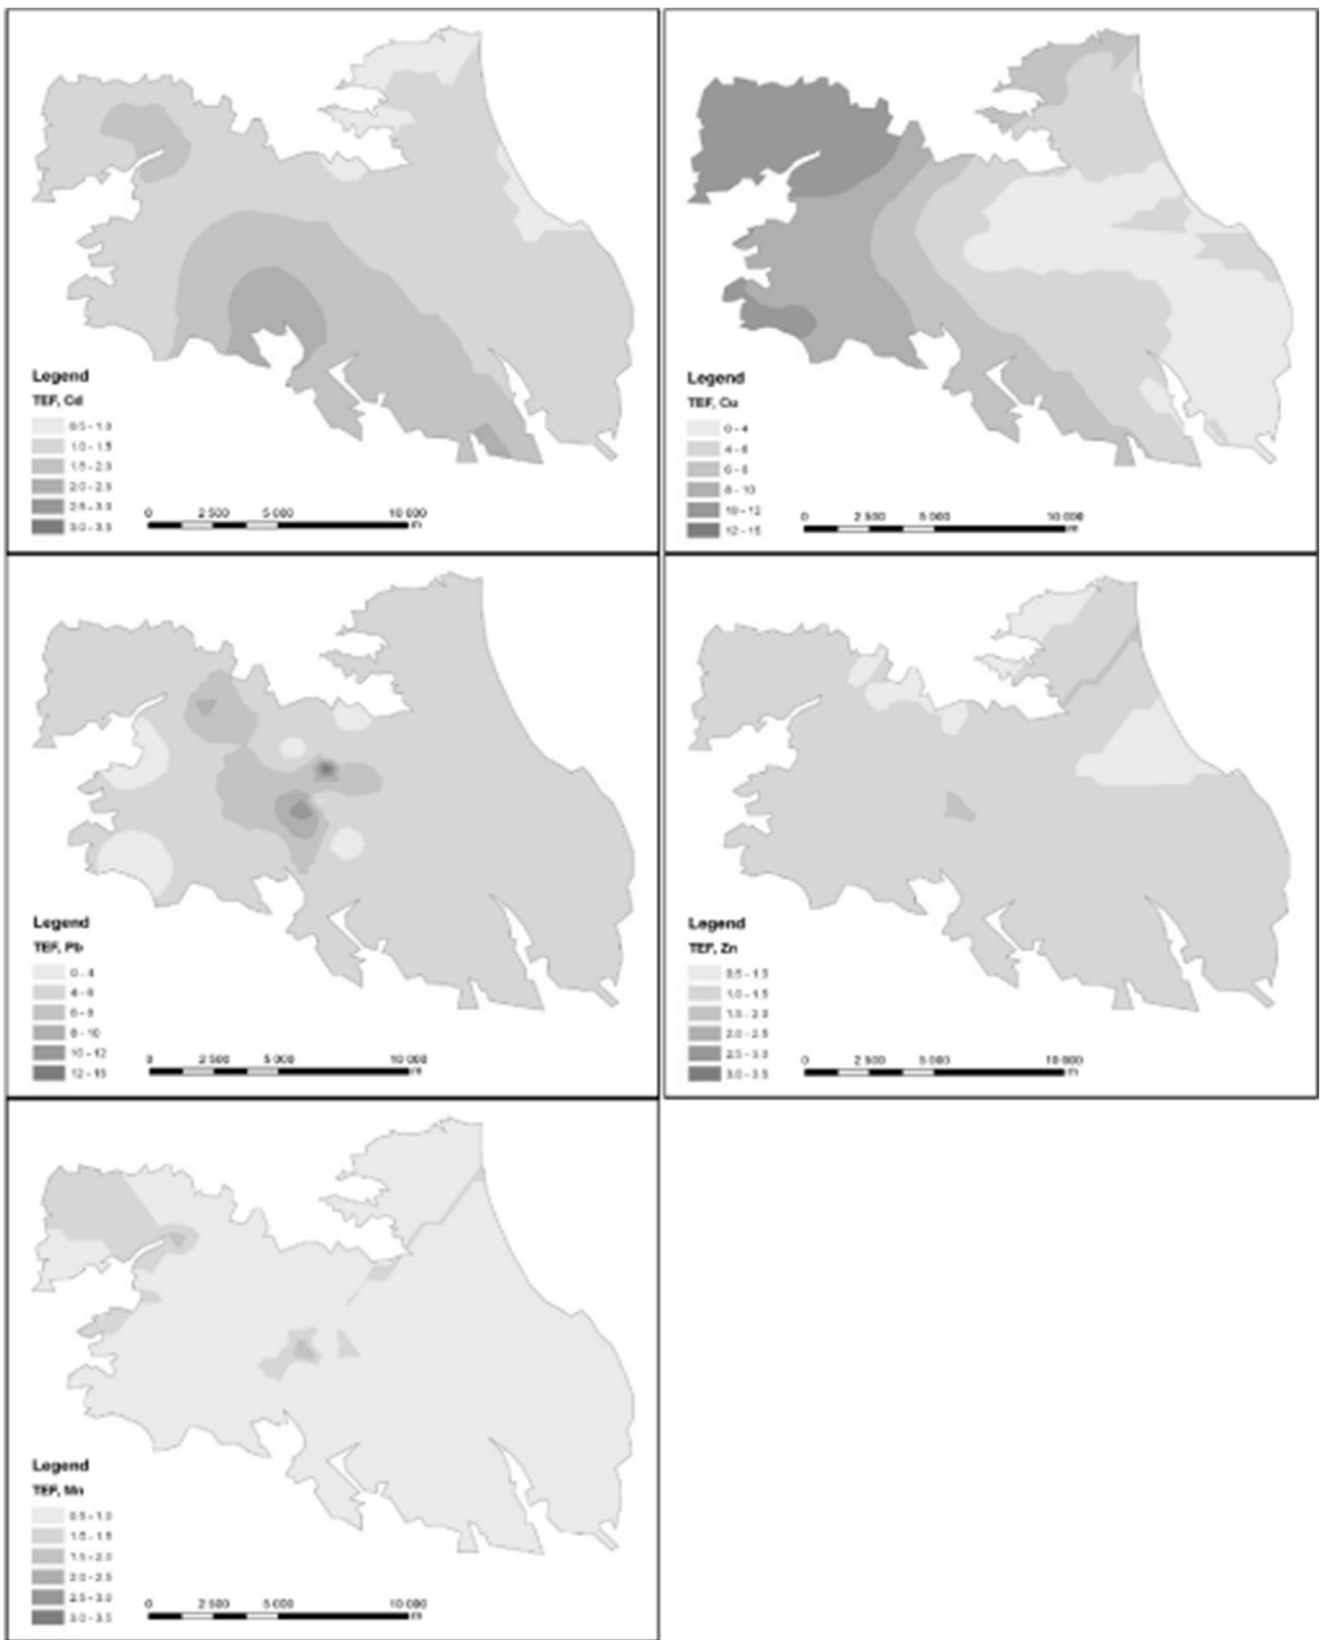 Legend
TEF, Cd
0.5 - 1.0
1.0 - 1.5
1.5 - 2.0
2.0 - 2.5
2.5 - 3.0
3.0 - 3.5
0 2 500 5 000 10 000
m
Legend
TEF, Cu
0 - 4
4 - 6
6 - 8
8 - 10
10 - 12
12 - 15
0 2 500 5 000 10 000
m
Legend
TEF, Pb
0 - 4
4 - 6
6 - 8
8 - 10
10 - 12
12 - 15
0 2 500 5 000 10 000
m
Legend
TEF, Zn
0.5 - 1.0
1.0 - 1.5
1.5 - 2.0
2.0 - 2.5
2.5 - 3.0
3.0 - 3.5
0 2 500 5 000 10 000
m
Legend
TEF, Mn
0.5 - 1.0
1.0 - 1.5
1.5 - 2.0
2.0 - 2.5
2.5 - 3.0
3.0 - 3.5
0 2 500 5 000 10 000
m